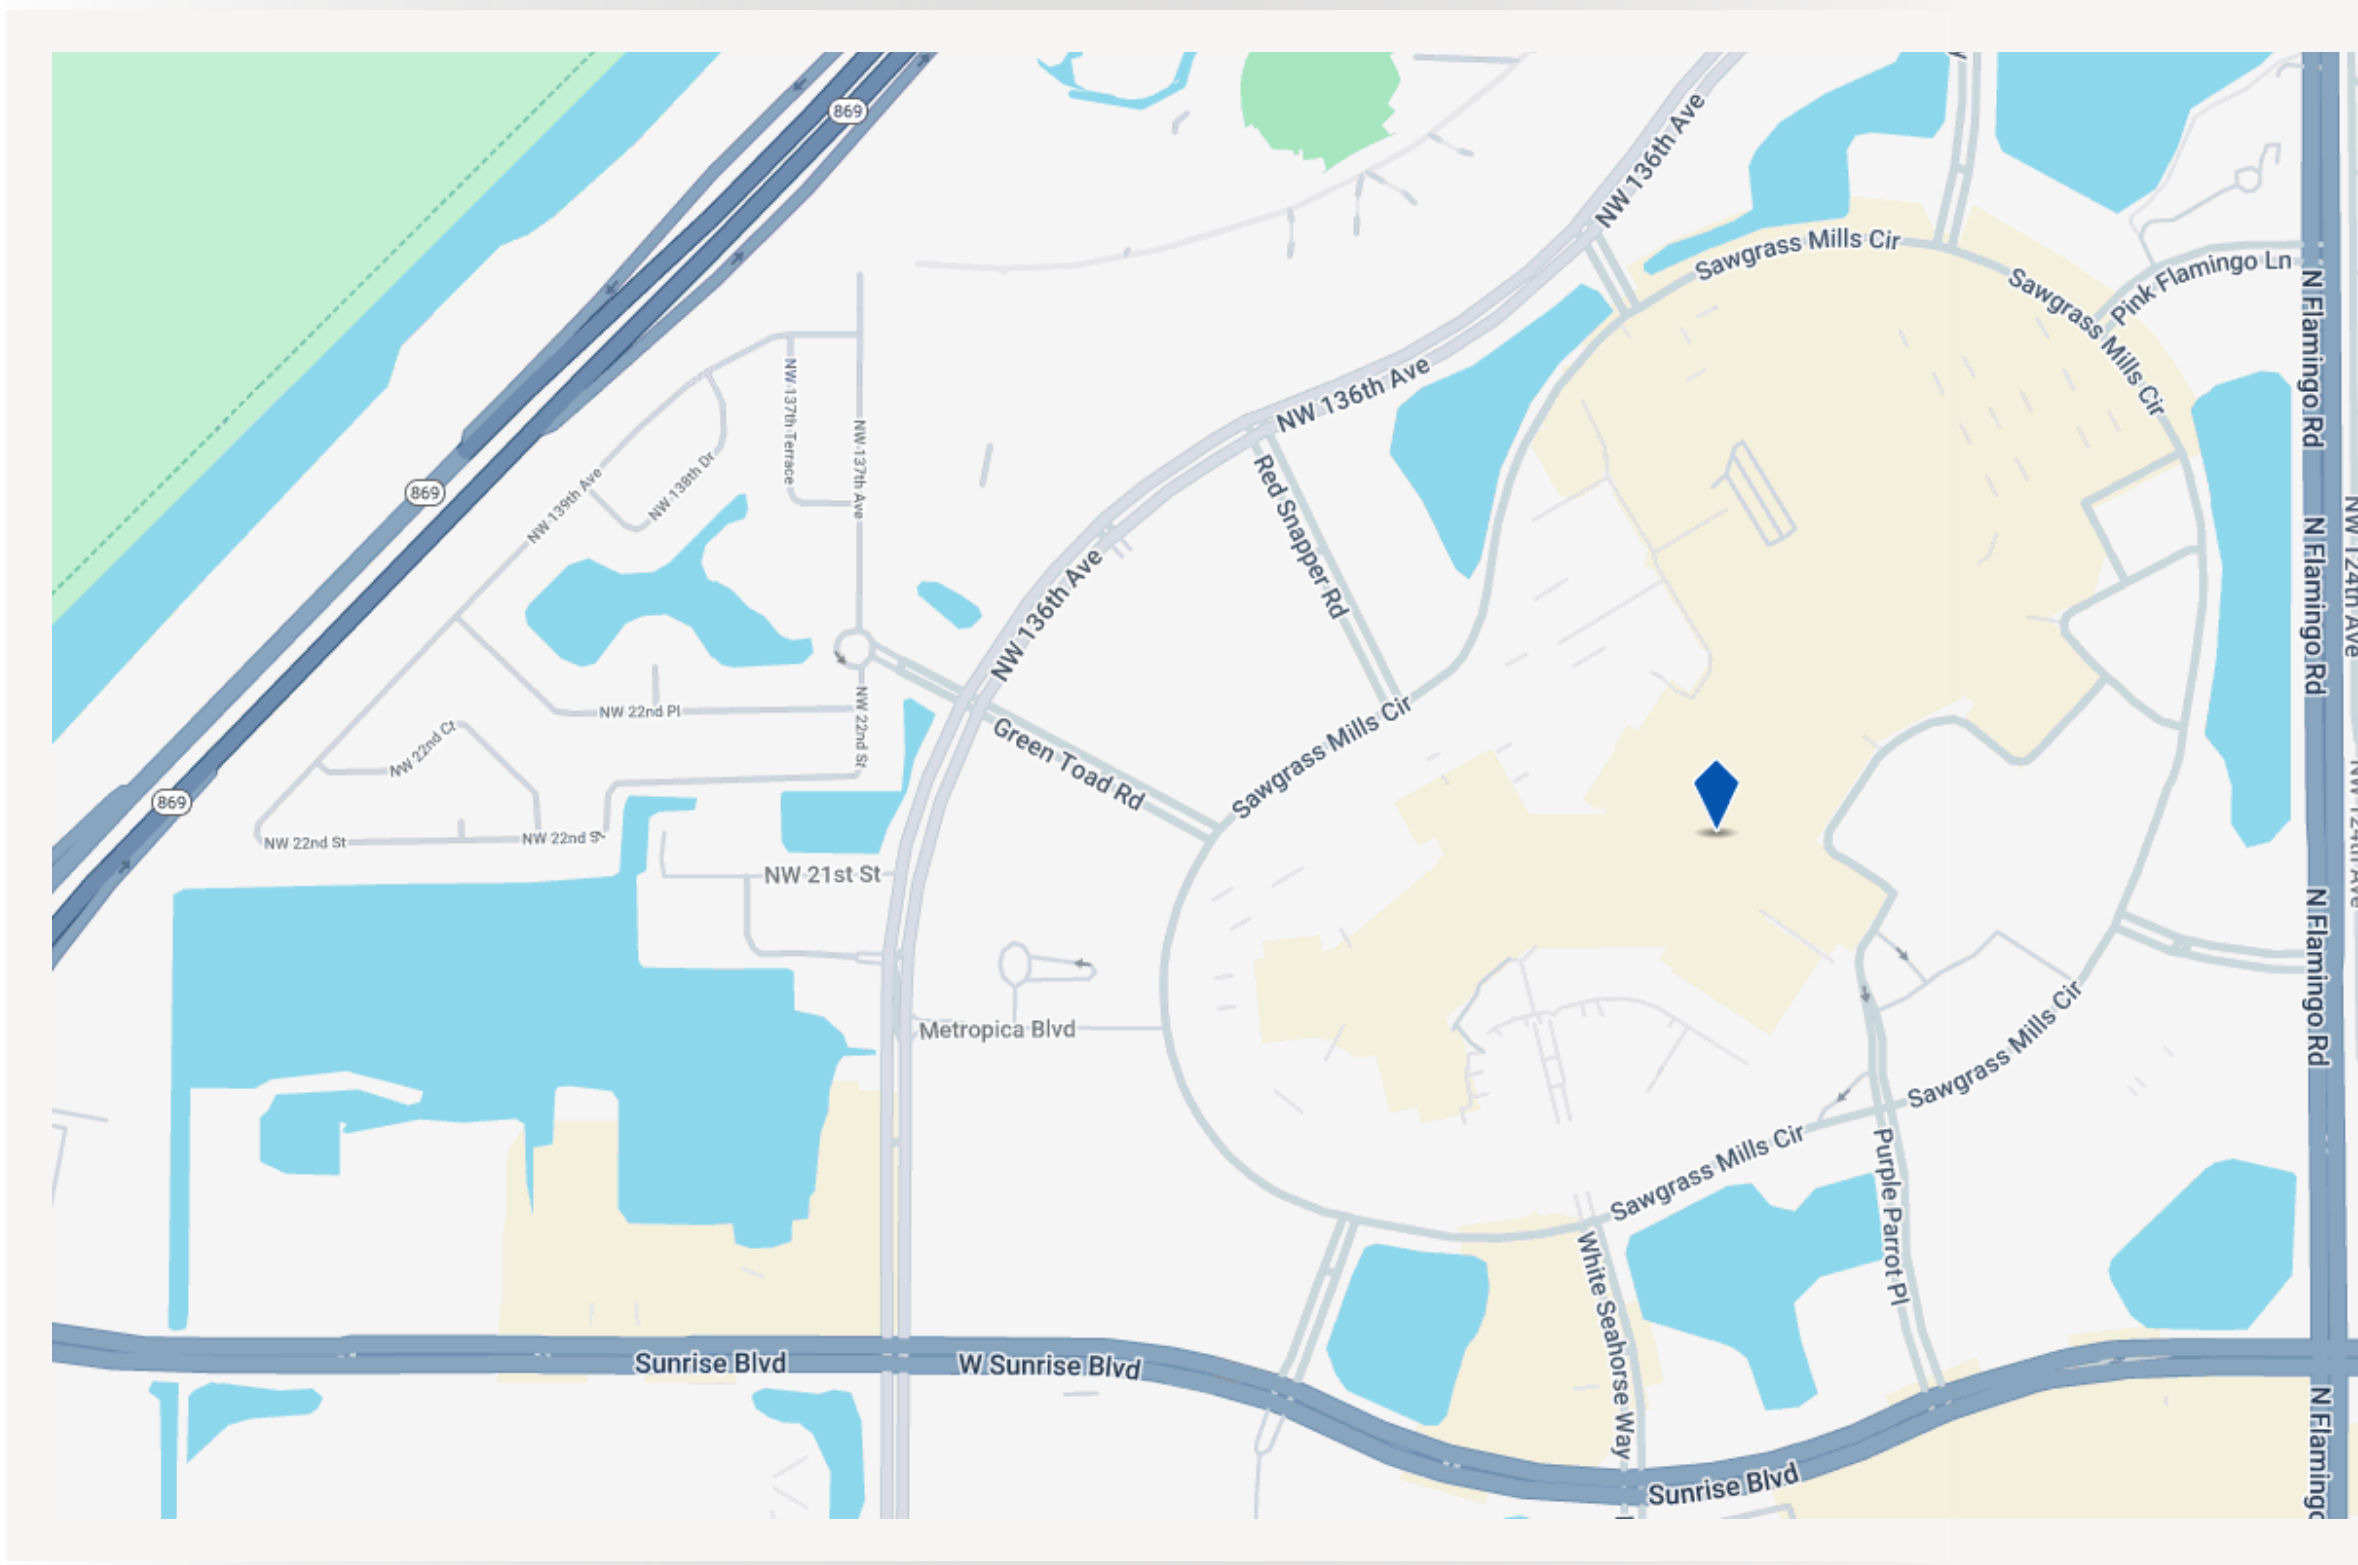 869
NW 136th Ave
Sawgrass Mills Cir
Pink Flamingo Ln
Sawgrass Mills Cir
N Flamingo Rd
NW 136th Ave
NW 137th Terrace
NW 137th Ave
869
NW 139th Ave
NW 138th Dr
Red Snapper Rd
N Flamingo Rd
NW 124th Ave
NW 136th Ave
NW 22nd Pl
NW 22nd Ct
NW 22nd St
Green Toad Rd
Sawgrass Mills Cir
869
NW 22nd St
NW 22nd St
NW 21st St
NW 124th Ave
N Flamingo Rd
Metropica Blvd
Sawgrass Mills Cir
Sawgrass Mills Cir
Purple Parrot Pl
White Seahorse Way
Sunrise Blvd
W Sunrise Blvd
Sunrise Blvd
N Flamingo